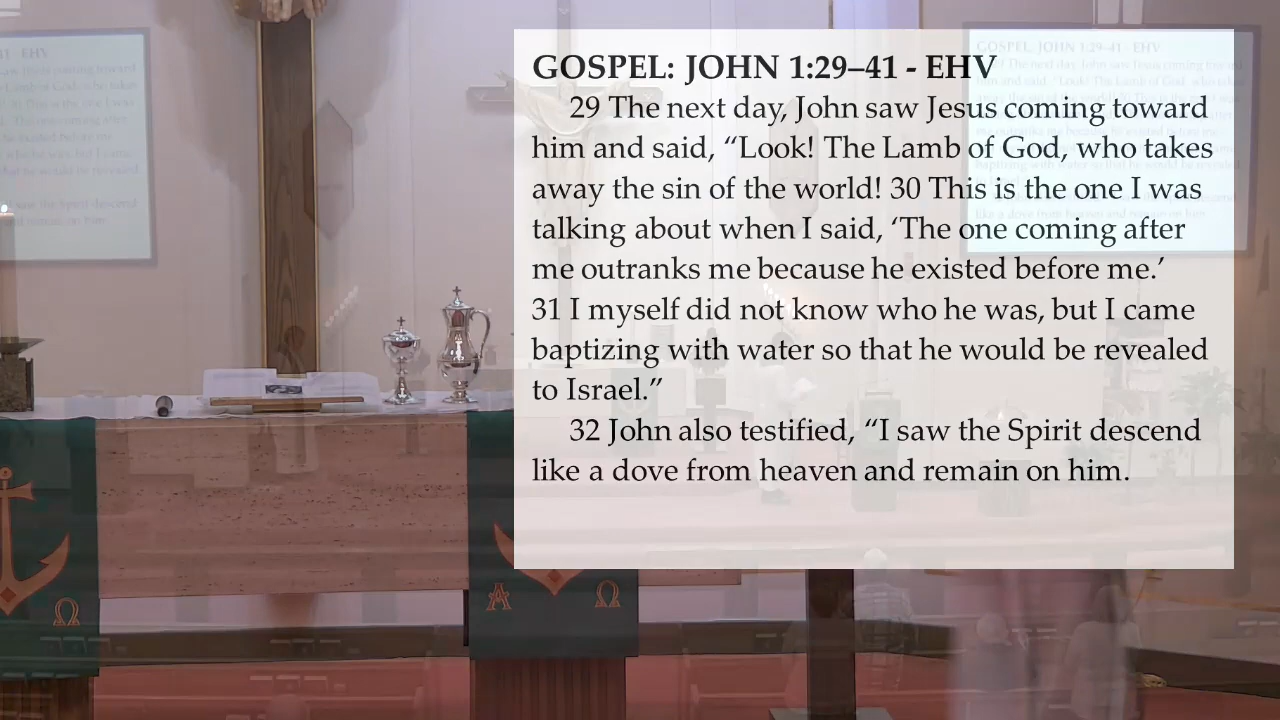 GOSPEL: JOHN 1:29–41 - EHV
29 The next day, John saw Jesus coming toward
him and said, “Look! The Lamb of God, who takes
away the sin of the world! 30 This is the one I was
talking about when I said, ‘The one coming after
me outranks me because he existed before me.’
31 I myself did not know who he was, but I came
baptizing with water so that he would be revealed
to Israel.”
32 John also testified, “I saw the Spirit descend
like a dove from heaven and remain on him.
Ω
Α Ω